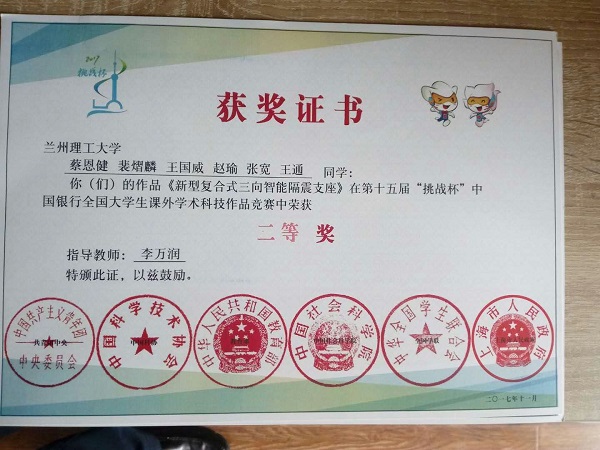 2017
挑战杯
获奖证书
兰州理工大学
蔡恩健 裴熠麟 王国威 赵瑜 张宽 王通 同学：
你（们）的作品《新型复合式三向智能隔震支座》在第十五届“挑战杯”中
国银行全国大学生课外学术科技作品竞赛中荣获
二等 奖
指导教师：李万润
特颁此证，以兹鼓励。
中国共产主义青年团
共青团中央
中央委员会
中国科学技术协会
中华人民共和国教育部
中国社会科学院
中华全国学生联合会
上海市人民政府
二〇一七年十一月